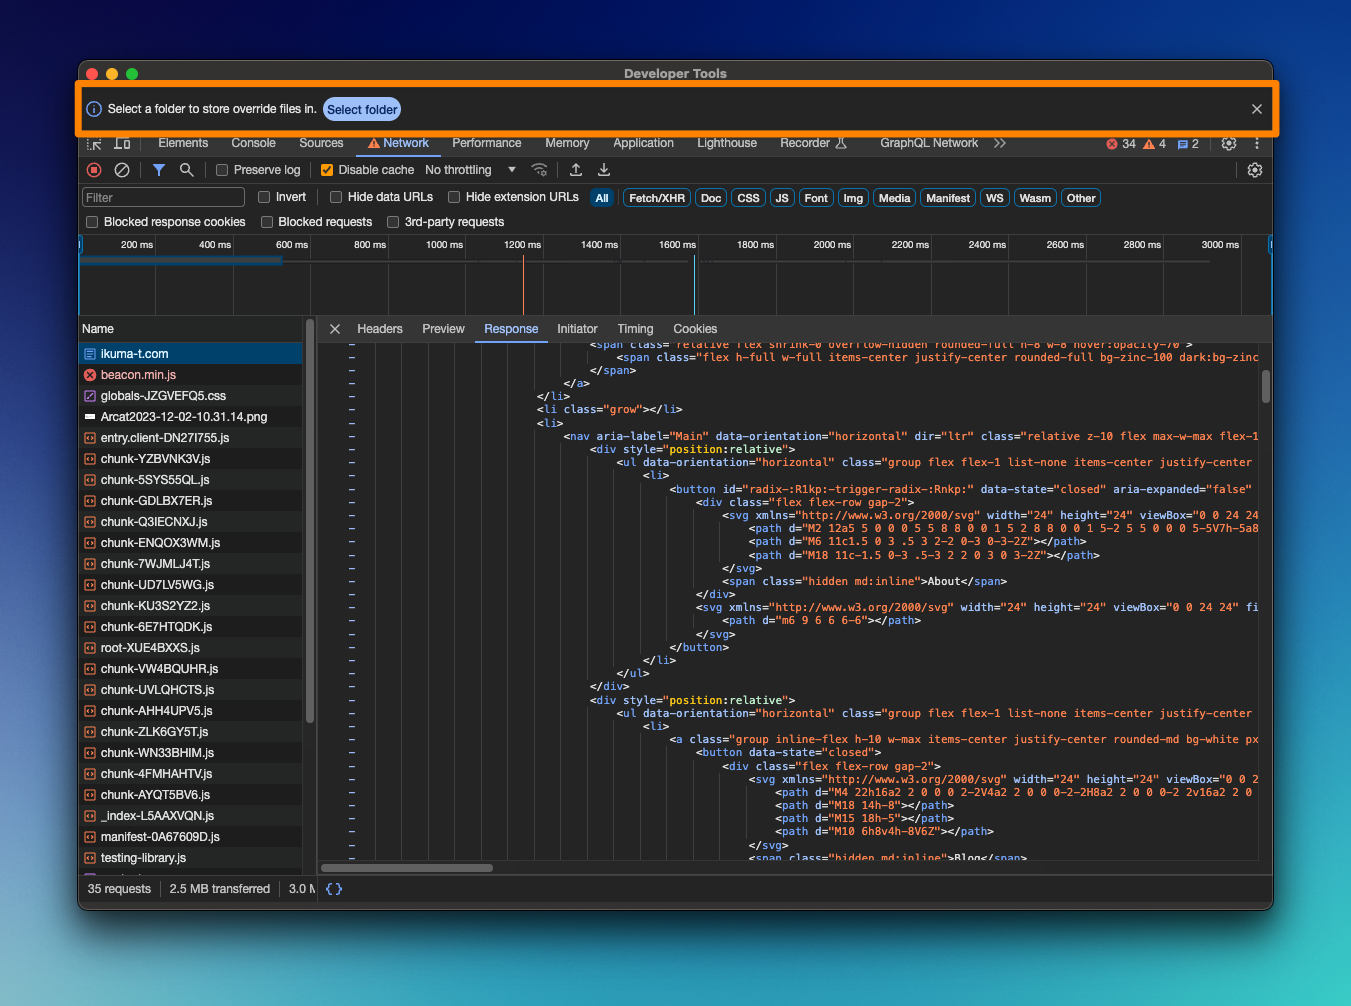 Developer Tools
Select a folder to store override files in. Select folder
Elements Console Sources Network Performance Memory Application Lighthouse Recorder GraphQL Network 34 4 2
Preserve log Disable cache No throttling
Filter Invert Hide data URLs Hide extension URLs All Fetch/XHR Doc CSS JS Font Img Media Manifest WS Wasm Other
Blocked response cookies Blocked requests 3rd-party requests
200 ms 400 ms 600 ms 800 ms 1000 ms 1200 ms 1400 ms 1600 ms 1800 ms 2000 ms 2200 ms 2400 ms 2600 ms 2800 ms 3000 ms
Name
ikuma-t.com
beacon.min.js
globals-JZGVEFQ5.css
Arcat2023-12-02-10.31.14.png
entry.client-DN27I755.js
chunk-YZBVNK3V.js
chunk-5SYS55QL.js
chunk-GDLBX7ER.js
chunk-Q3IECNXJ.js
chunk-ENQOX3WM.js
chunk-7WJMLJ4T.js
chunk-UD7LV5WG.js
chunk-KU3S2YZ2.js
chunk-6E7HTQDK.js
root-XUE4BXXS.js
chunk-VW4BQUHR.js
chunk-UVLQHCTS.js
chunk-AHH4UPV5.js
chunk-ZLK6GY5T.js
chunk-WN33BHIM.js
chunk-4FMHAHTV.js
chunk-AYQT5BV6.js
_index-L5AAXVQN.js
manifest-0A67609D.js
testing-library.js
35 requests 2.5 MB transferred 3.0 M
Headers Preview Response Initiator Timing Cookies
<span class="relative flex shrink-0 overflow-hidden rounded-full h-8 w-8 hover:opacity-70">
<span class="flex h-full w-full items-center justify-center rounded-full bg-zinc-100 dark:bg-zinc
</span>
</a>
</li>
<li class="grow"></li>
<li>
<nav aria-label="Main" data-orientation="horizontal" dir="ltr" class="relative z-10 flex max-w-max flex-1
<div style="position:relative">
<ul data-orientation="horizontal" class="group flex flex-1 list-none items-center justify-center
<li>
<button id="radix-:R1kp:-trigger-radix-:Rnkp:" data-state="closed" aria-expanded="false"
<div class="flex flex-row gap-2">
<svg xmlns="http://www.w3.org/2000/svg" width="24" height="24" viewBox="0 0 24 24
<path d="M2 12a5 5 0 0 0 5 5 8 8 0 0 1 5 2 8 8 0 0 1 5-2 5 5 0 0 0 5-5V7h-5a8
<path d="M6 11c1.5 0 3 .5 3 2-2 0-3 0-3-2Z"></path>
<path d="M18 11c-1.5 0-3 .5-3 2 2 0 3 0 3-2Z"></path>
</svg>
<span class="hidden md:inline">About</span>
</div>
<svg xmlns="http://www.w3.org/2000/svg" width="24" height="24" viewBox="0 0 24 24" fi
<path d="m6 9 6 6 6-6"></path>
</svg>
</button>
</li>
</ul>
</div>
<div style="position:relative">
<ul data-orientation="horizontal" class="group flex flex-1 list-none items-center justify-center
<li>
<a class="group inline-flex h-10 w-max items-center justify-center rounded-md bg-white px
<button data-state="closed">
<div class="flex flex-row gap-2">
<svg xmlns="http://www.w3.org/2000/svg" width="24" height="24" viewBox="0 0 2
<path d="M4 22h16a2 2 0 0 0 2-2V4a2 2 0 0 0-2-2H8a2 2 0 0 0-2 2v16a2 2 0
<path d="M18 14h-8"></path>
<path d="M15 18h-5"></path>
<path d="M10 6h8v4h-8V6Z"></path>
</svg>
<span class="hidden md:inline">Blog</span>
{}